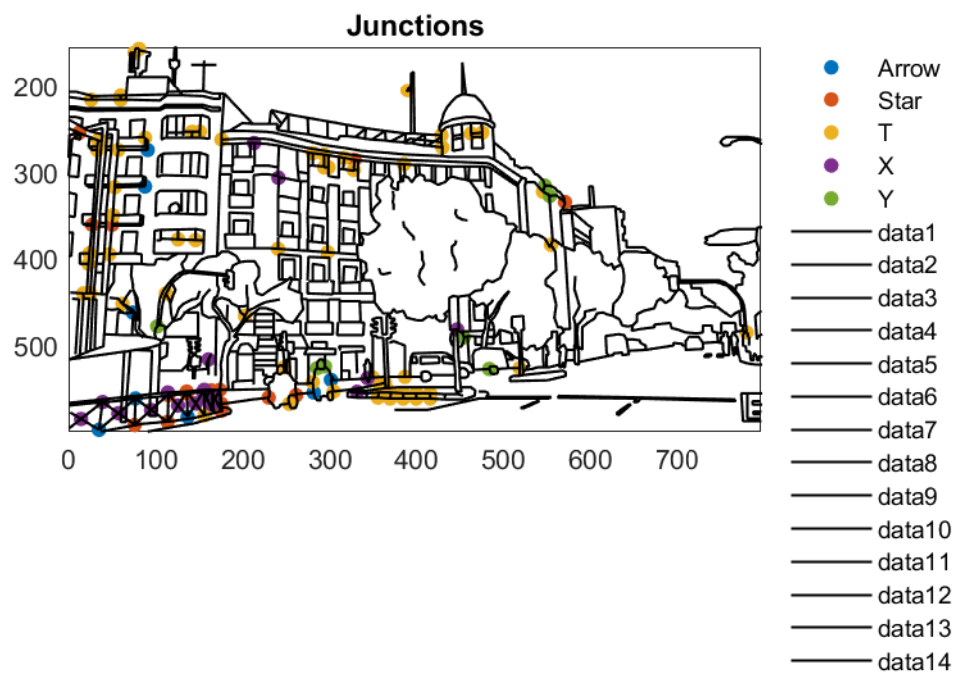 Junctions
200
300
400
500
0 100 200 300 400 500 600 700
Arrow
Star
T
X
Y
data1
data2
data3
data4
data5
data6
data7
data8
data9
data10
data11
data12
data13
data14